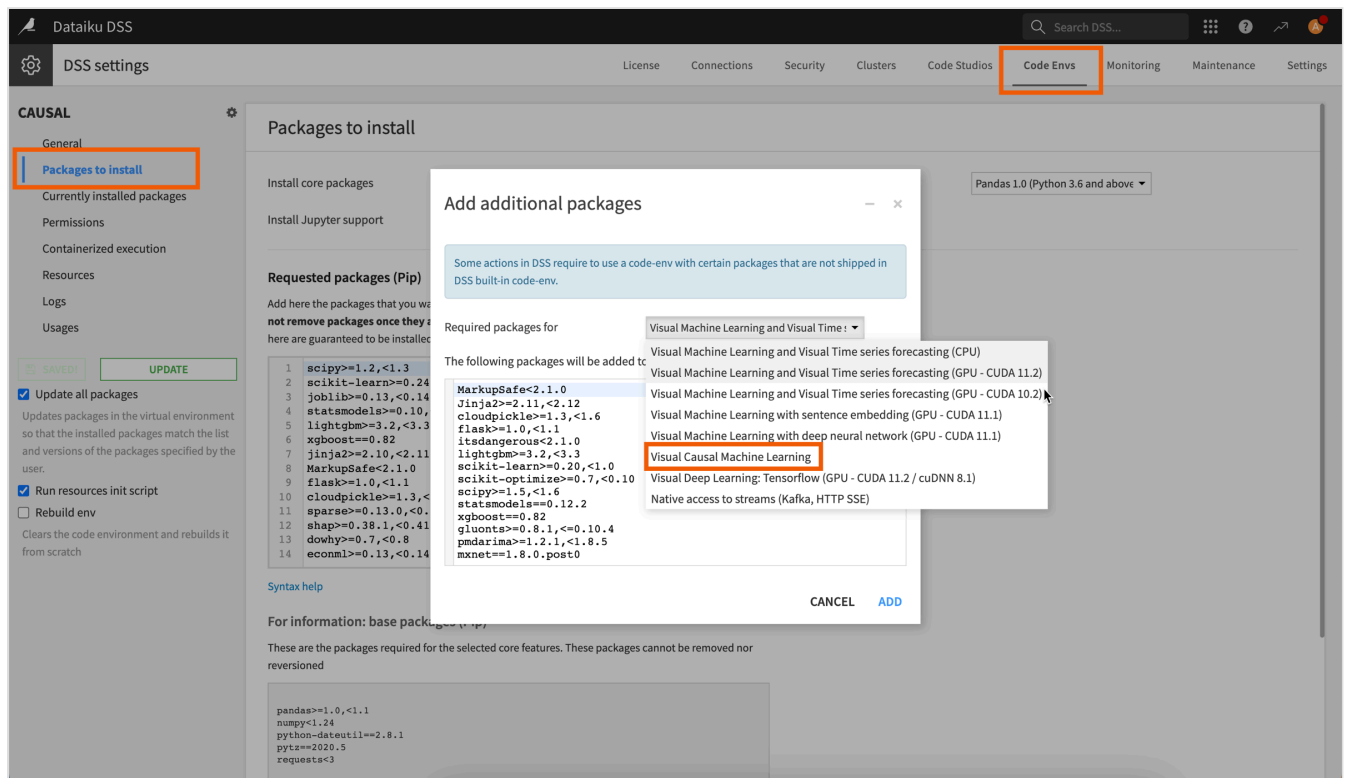 Dataiku DSS
Search DSS...
DSS settings
License Connections Security Clusters Code Studios Code Envs Monitoring Maintenance Settings
CAUSAL
General
Packages to install
Currently installed packages
Permissions
Containerized execution
Resources
Logs
Usages
SAVED! UPDATE
Update all packages
Updates packages in the virtual environment
so that the installed packages match the list
and versions of the packages specified by the
user.
Run resources init script
Rebuild env
Clears the code environment and rebuilds it
from scratch
Packages to install
Install core packages
Pandas 1.0 (Python 3.6 and above
Install Jupyter support
Requested packages (Pip)
Add here the packages that you wa
not remove packages once they a
here are guaranteed to be installed
1 scipy>=1.2,<1.3
2 scikit-learn>=0.24
3 joblib>=0.13,<0.14
4 statsmodels>=0.10,
5 lightgbm>=3.2,<3.3
6 xgboost==0.82
7 jinja2>=2.10,<2.11
8 MarkupSafe<2.1.0
9 flask>=1.0,<1.1
10 cloudpickle>=1.3,<
11 sparse>=0.13.0,<0.
12 shap>=0.38.1,<0.41
13 dowhy>=0.7,<0.8
14 econml>=0.13,<0.14
Syntax help
For information: base packages (Pip)
These are the packages required for the selected core features. These packages cannot be removed nor
reversioned
pandas>=1.0,<1.1
numpy<1.24
python-dateutil==2.8.1
pytz==2020.5
requests<3
Add additional packages
Some actions in DSS require to use a code-env with certain packages that are not shipped in
DSS built-in code-env.
Required packages for
Visual Machine Learning and Visual Time s
The following packages will be added to
MarkupSafe<2.1.0
Jinja2>=2.11,<2.12
cloudpickle>=1.3,<1.6
flask>=1.0,<1.1
itsdangerous<2.1.0
lightgbm>=3.2,<3.3
scikit-learn>=0.20,<1.0
scikit-optimize>=0.7,<0.10
scipy>=1.5,<1.6
statsmodels==0.12.2
xgboost==0.82
gluonts>=0.8.1,<=0.10.4
pmdarima>=1.2.1,<1.8.5
mxnet==1.8.0.post0
Visual Machine Learning and Visual Time series forecasting (CPU)
Visual Machine Learning and Visual Time series forecasting (GPU - CUDA 11.2)
Visual Machine Learning and Visual Time series forecasting (GPU - CUDA 10.2)
Visual Machine Learning with sentence embedding (GPU - CUDA 11.1)
Visual Machine Learning with deep neural network (GPU - CUDA 11.1)
Visual Causal Machine Learning
Visual Deep Learning: Tensorflow (GPU - CUDA 11.2 / cuDNN 8.1)
Native access to streams (Kafka, HTTP SSE)
CANCEL ADD